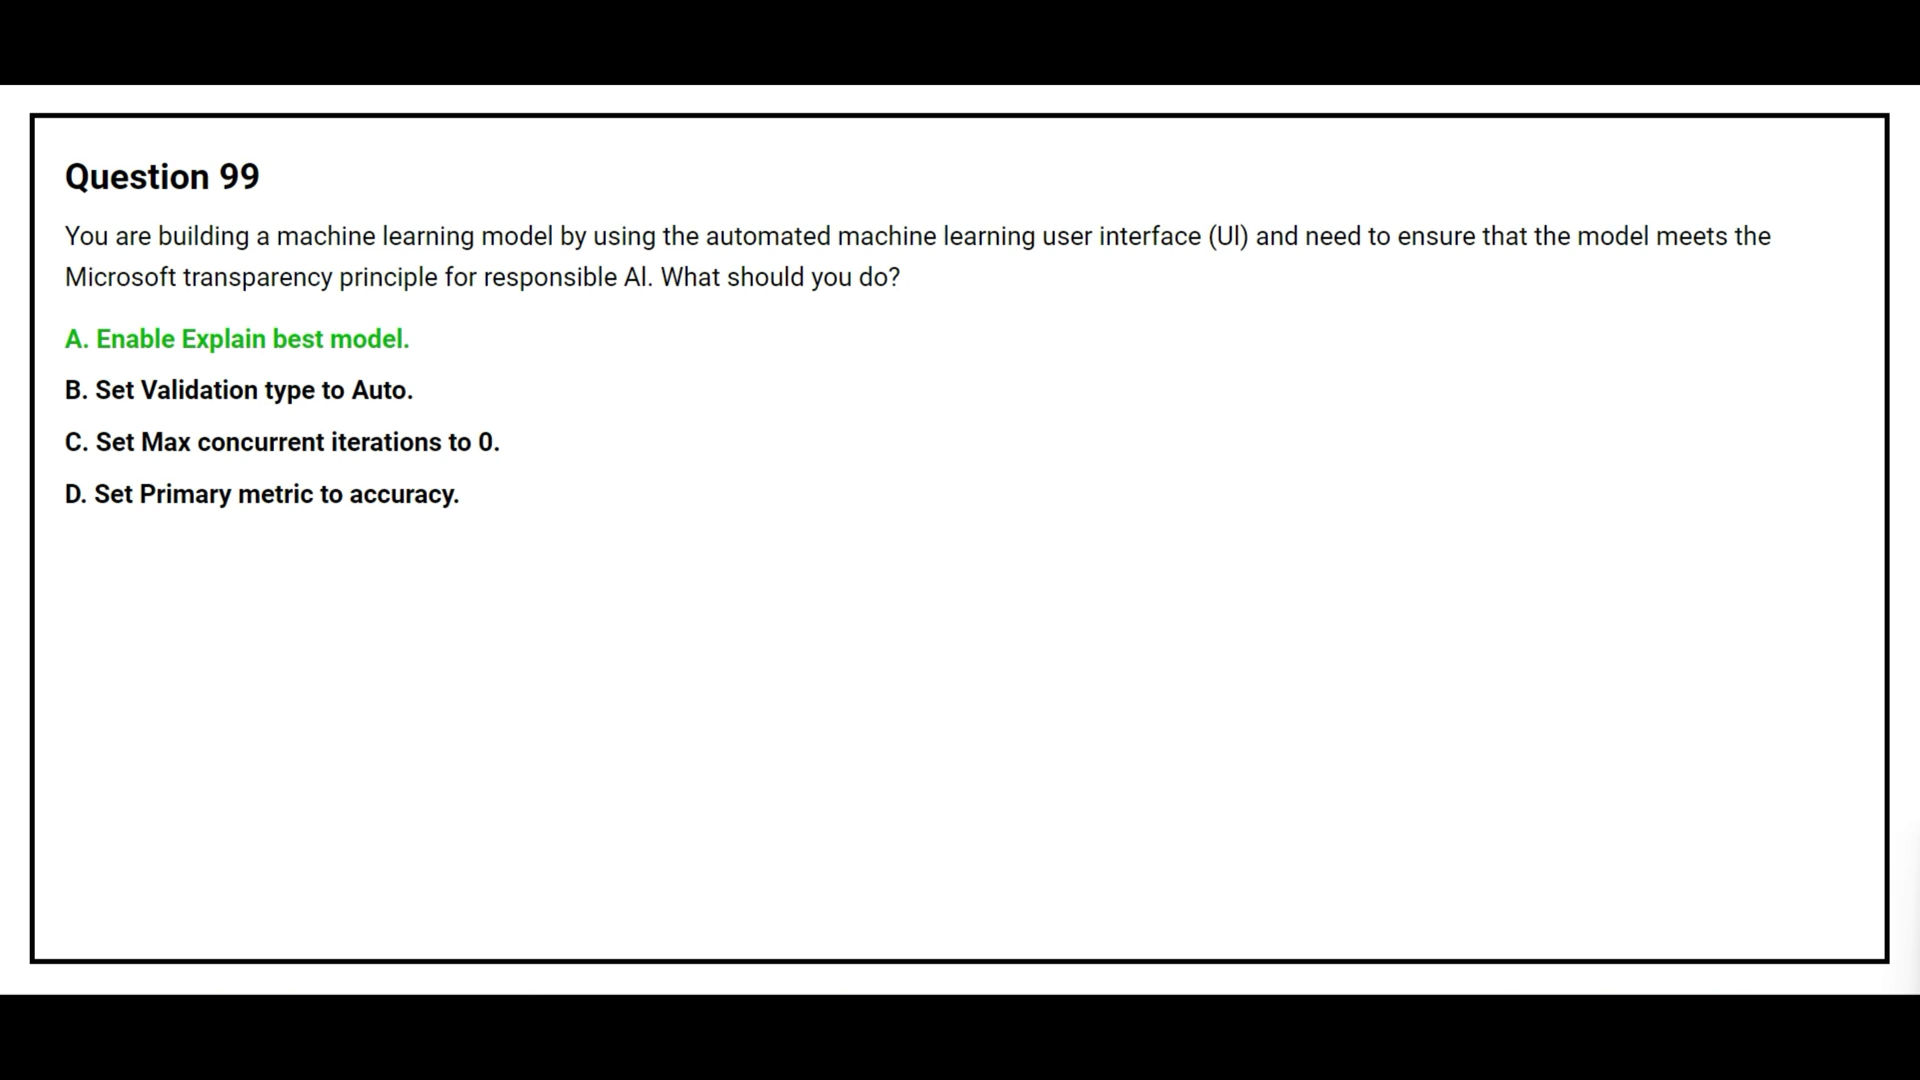 Question 99
You are building a machine learning model by using the automated machine learning user interface (UI) and need to ensure that the model meets the
Microsoft transparency principle for responsible AI. What should you do?
A. Enable Explain best model.
B. Set Validation type to Auto.
C. Set Max concurrent iterations to 0.
D. Set Primary metric to accuracy.